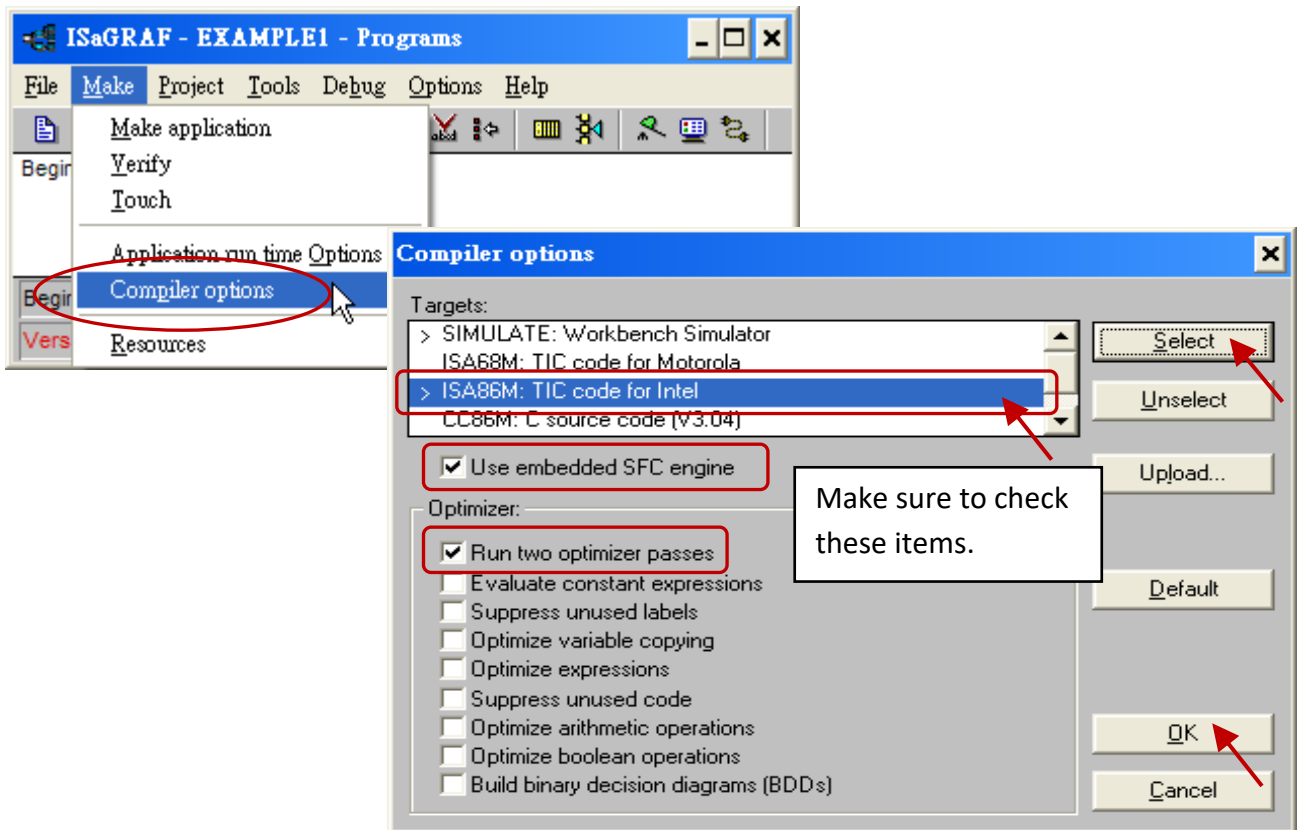 ISaGRAF - EXAMPLE1 - Programs
File Make Project Tools Debug Options Help
Make application
Begin
Verify
Touch
Application run time Options
Begin
Compiler options
Vers
Resources
Compiler options
Targets:
> SIMULATE: Workbench Simulator
ISA68M: TIC code for Motorola
> ISA86M: TIC code for Intel
CC86M: C source code (V3.04)
Select
Unselect
Upload...
Default
OK
Cancel
Use embedded SFC engine
Make sure to check
these items.
Optimizer:
Run two optimizer passes
Evaluate constant expressions
Suppress unused labels
Optimize variable copying
Optimize expressions
Suppress unused code
Optimize arithmetic operations
Optimize boolean operations
Build binary decision diagrams (BDDs)